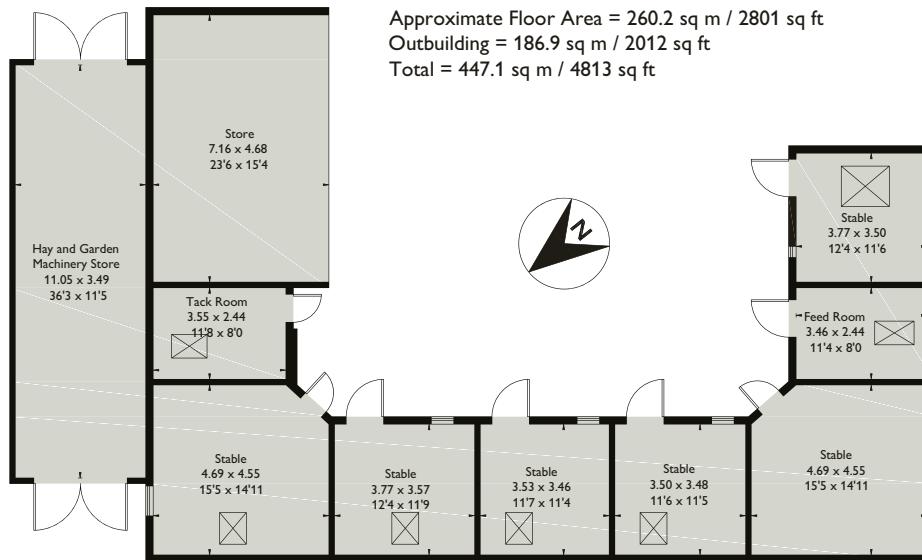 Approximate Floor Area = 260.2 sq m / 2801 sq ft
Outbuilding = 186.9 sq m / 2012 sq ft
Total = 447.1 sq m / 4813 sq ft
Store
7.16 x 4.68
23'6 x 15'4
Hay and Garden
Machinery Store
11.05 x 3.49
36'3 x 11'5
Tack Room
3.55 x 2.44
11'8 x 8'0
N
Stable
3.77 x 3.50
12'4 x 11'6
Feed Room
3.46 x 2.44
11'4 x 8'0
Stable
4.69 x 4.55
15'5 x 14'11
Stable
3.77 x 3.57
12'4 x 11'9
Stable
3.53 x 3.46
11'7 x 11'4
Stable
3.50 x 3.48
11'6 x 11'5
Stable
4.69 x 4.55
15'5 x 14'11